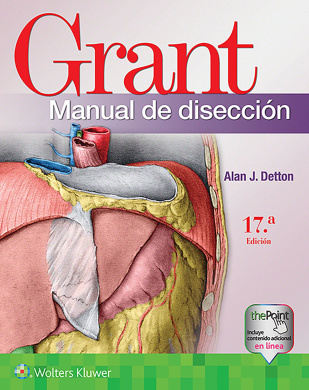 Grant
Manual de disección
Alan J. Detton
17.ª
Edición
thePoint
Incluye
contenido adicional
en línea
Wolters Kluwer